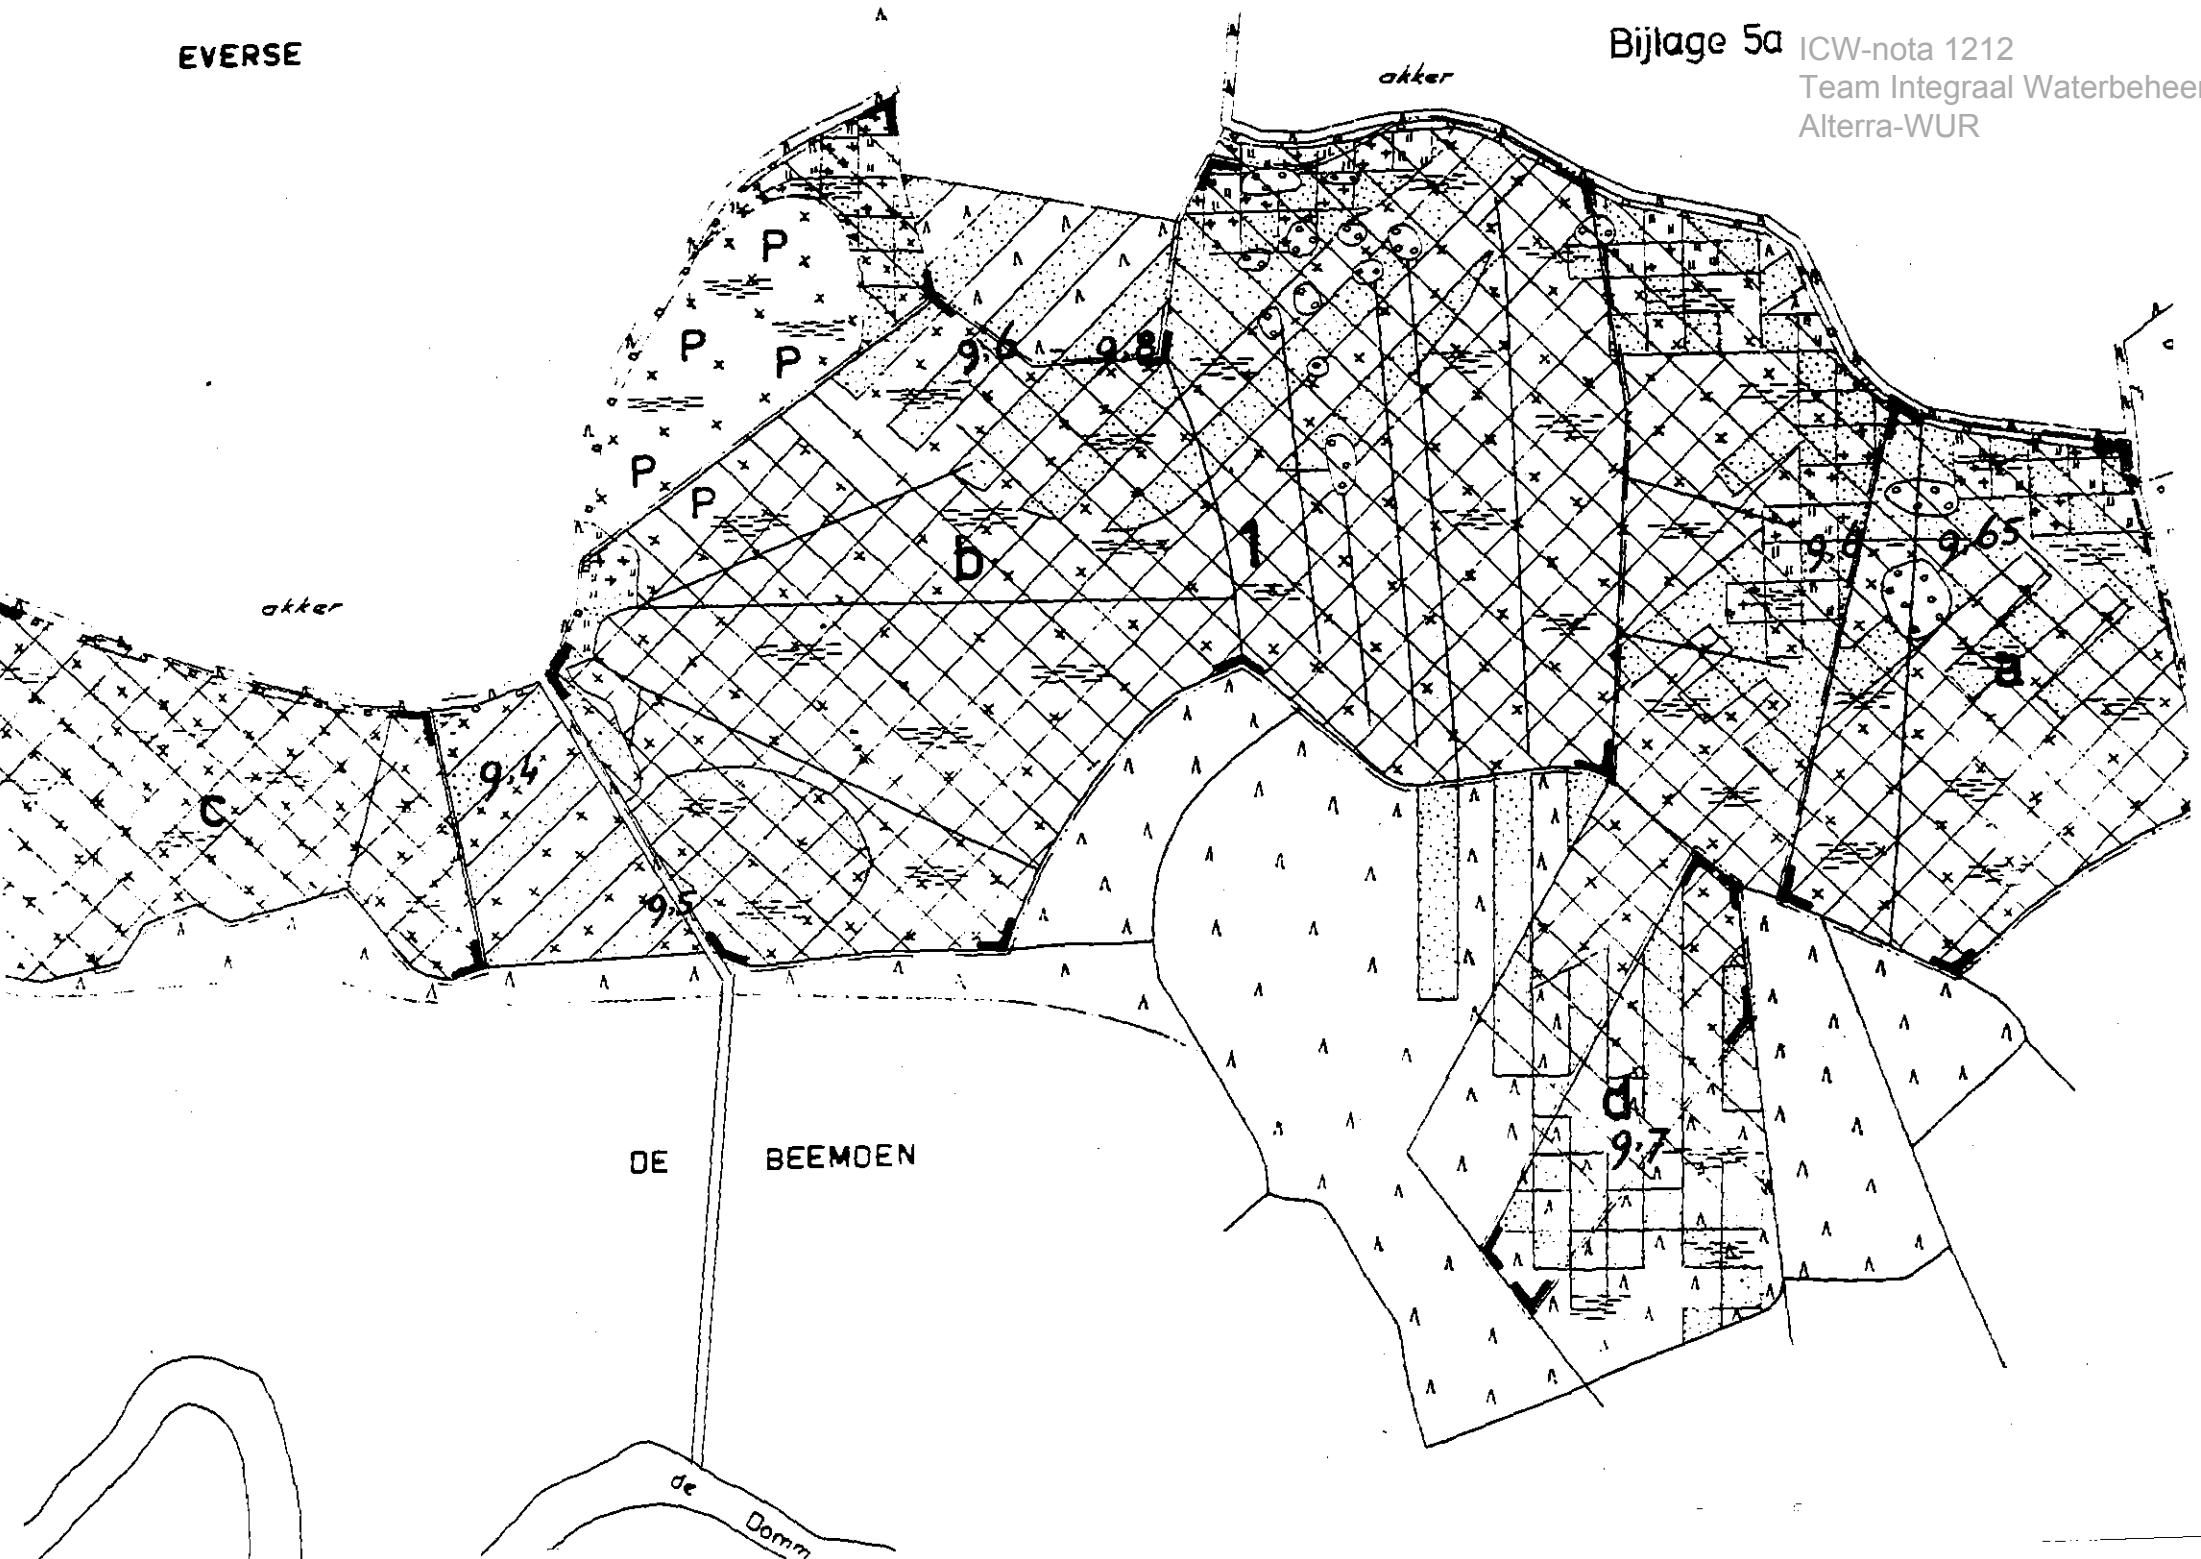 EVERSE
Bijlage 5a
ICW-nota 1212
Team Integraal Waterbeheer
Alterra-WUR
akker
P
P
P
9,6
9,8
P
P
b
1
9,6
9,65
akker
a
9,4
c
9,5
d
9,7
DE BEEMDEN
de Domm